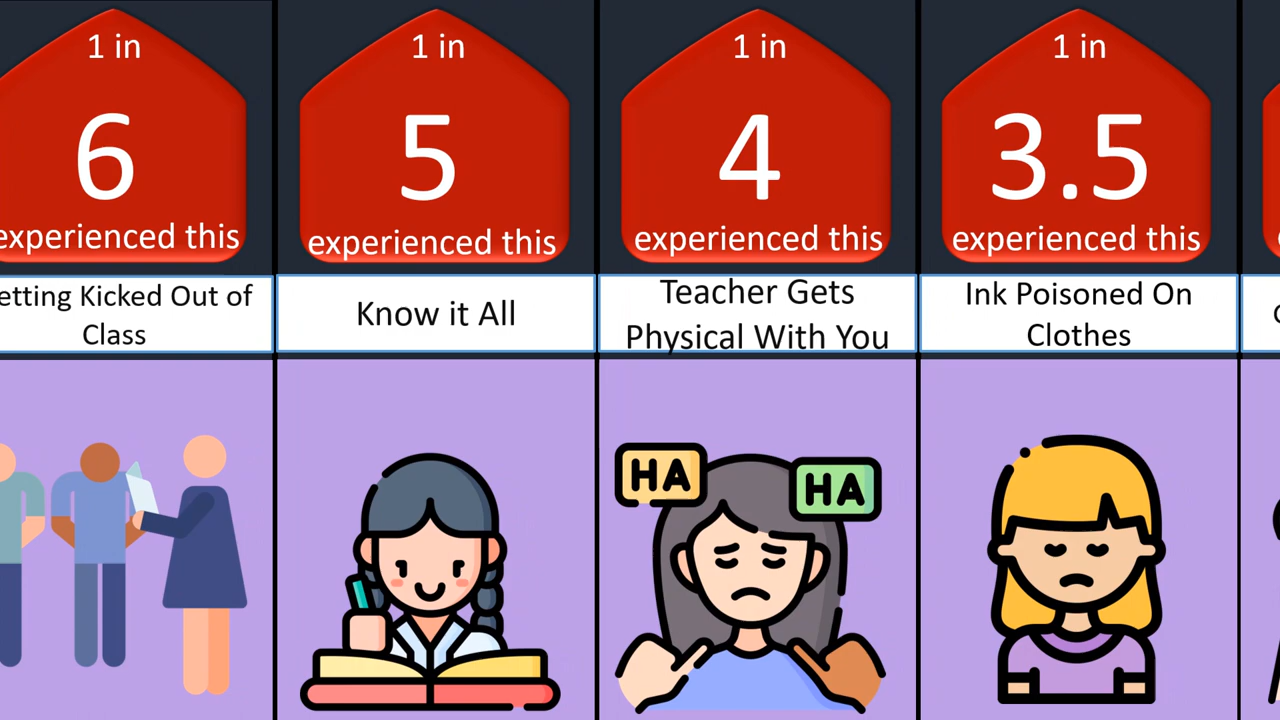 1 in
6
experienced this
etting Kicked Out of
Class
1 in
5
experienced this
Know it All
1 in
4
experienced this
Teacher Gets
Physical With You
HA
HA
1 in
3.5
experienced this
Ink Poisoned On
Clothes